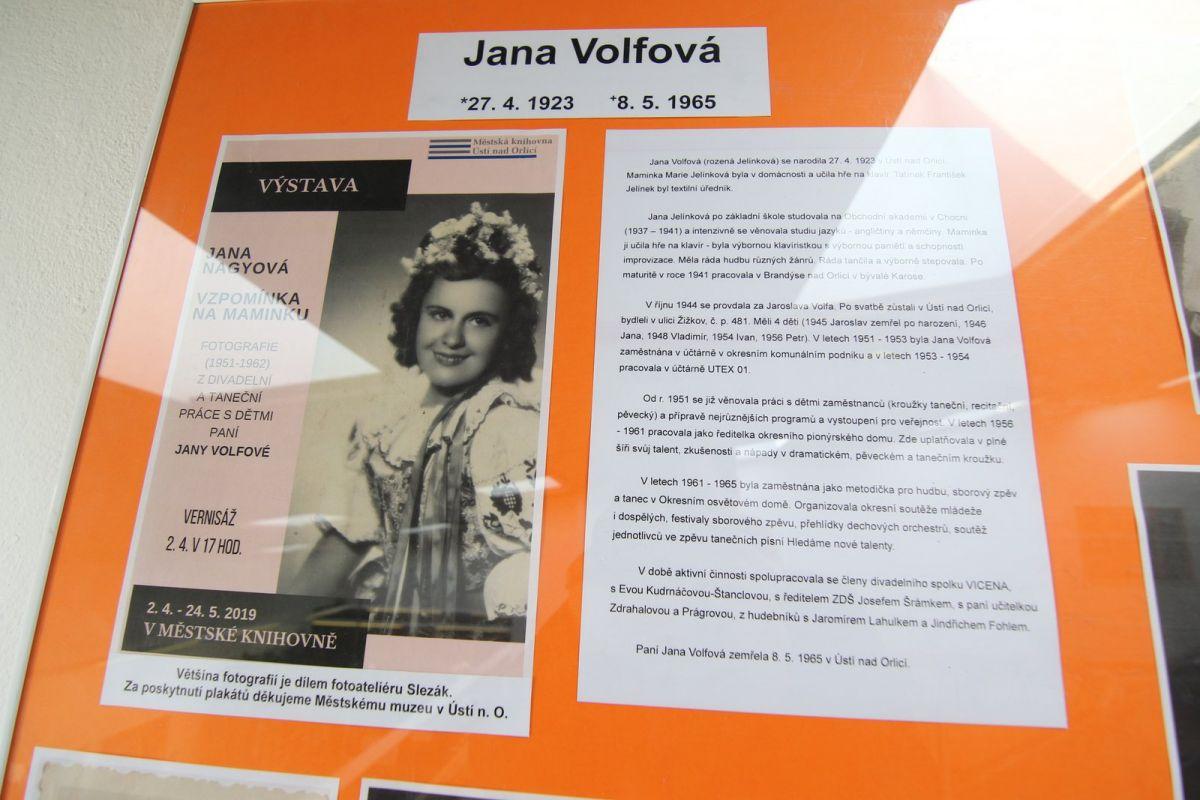 Jana Volfová
*27. 4. 1923 +8. 5. 1965
Městská knihovna
Ústí nad Orlicí
VÝSTAVA
JANA
NAGYOVÁ
VZPOMÍNKA
NA MAMINKU
FOTOGRAFIE
(1951-1962)
Z DIVADELNÍ
A TANEČNÍ
PRÁCE S DĚTMI
PANÍ
JANY VOLFOVÉ
VERNISÁŽ
2. 4. V 17 HOD.
2. 4. - 24. 5. 2019
V MĚSTSKÉ KNIHOVNĚ
Většina fotografií je dílem fotoateliéru Slezák.
Za poskytnutí plakátů děkujeme Městskému muzeu v Ústí n. O.
Jana Volfová (rozená Jelínková) se narodila 27. 4. 1923 v Ústí nad Orlicí.
Maminka Marie Jelínková byla v domácnosti a učila hře na klavír. Tatínek František
Jelínek byl textilní úředník.
Jana Jelínková po základní škole studovala na Obchodní akademii v Chocni
(1937 – 1941) a intenzivně se věnovala studiu jazyků - angličtiny a němčiny. Maminka
ji učila hře na klavír - byla výbornou klavíristkou s výbornou pamětí a schopností
improvizace. Měla ráda hudbu různých žánrů. Ráda tančila a výborně stepovala. Po
maturitě v roce 1941 pracovala v Brandýse nad Orlicí v bývalé Karose.
V říjnu 1944 se provdala za Jaroslava Volfa. Po svatbě zůstali v Ústí nad Orlicí,
bydleli v ulici Žižkov, č. p. 481. Měli 4 děti (1945 Jaroslav zemřel po narození, 1946
Jana, 1948 Vladimír, 1954 Ivan, 1956 Petr). V letech 1951 - 1953 byla Jana Volfová
zaměstnána v účtárně v okresním komunálním podniku a v letech 1953 - 1954
pracovala v účtárně UTEX 01.
Od r. 1951 se již věnovala práci s dětmi zaměstnanců (kroužky taneční, recitační,
pěvecký) a přípravě nejrůznějších programů a vystoupení pro veřejnost. V letech 1956
- 1961 pracovala jako ředitelka okresního pionýrského domu. Zde uplatňovala v plné
šíři svůj talent, zkušenosti a nápady v dramatickém, pěveckém a tanečním kroužku.
V letech 1961 - 1965 byla zaměstnána jako metodička pro hudbu, sborový zpěv
a tanec v Okresním osvětovém domě. Organizovala okresní soutěže mládeže
i dospělých, festivaly sborového zpěvu, přehlídky dechových orchestrů, soutěž
jednotlivců ve zpěvu tanečních písní Hledáme nové talenty.
V době aktivní činnosti spolupracovala se členy divadelního spolku VICENA,
s Evou Kudrnáčovou-Štanclovou, s ředitelem ZDŠ Josefem Šrámkem, s paní učitelkou
Zdrahalovou a Prágrovou, z hudebníků s Jaromírem Lahulkem a Jindřichem Fohlem.
Paní Jana Volfová zemřela 8. 5. 1965 v Ústí nad Orlicí.